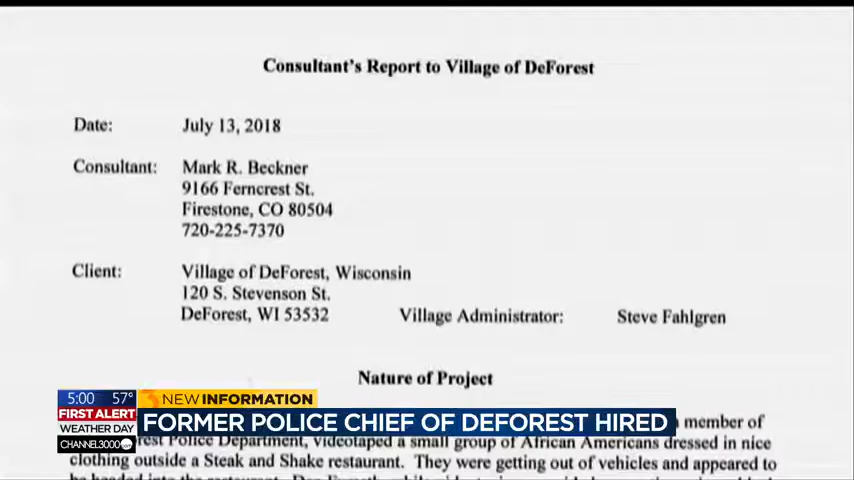 Consultant's Report to Village of DeForest
Date: July 13, 2018
Consultant: Mark R. Beckner
9166 Ferncrest St.
Firestone, CO 80504
720-225-7370
Client: Village of DeForest, Wisconsin
120 S. Stevenson St.
DeForest, WI 53532 Village Administrator: Steve Fahlgren
Nature of Project
5:00 57° NEW INFORMATION
FIRST ALERT
WEATHER DAY
CHANNEL3000
FORMER POLICE CHIEF OF DEFOREST HIRED
member of
Police Department, videotaped a small group of African Americans dressed in nice
clothing outside a Steak and Shake restaurant. They were getting out of vehicles and appeared to